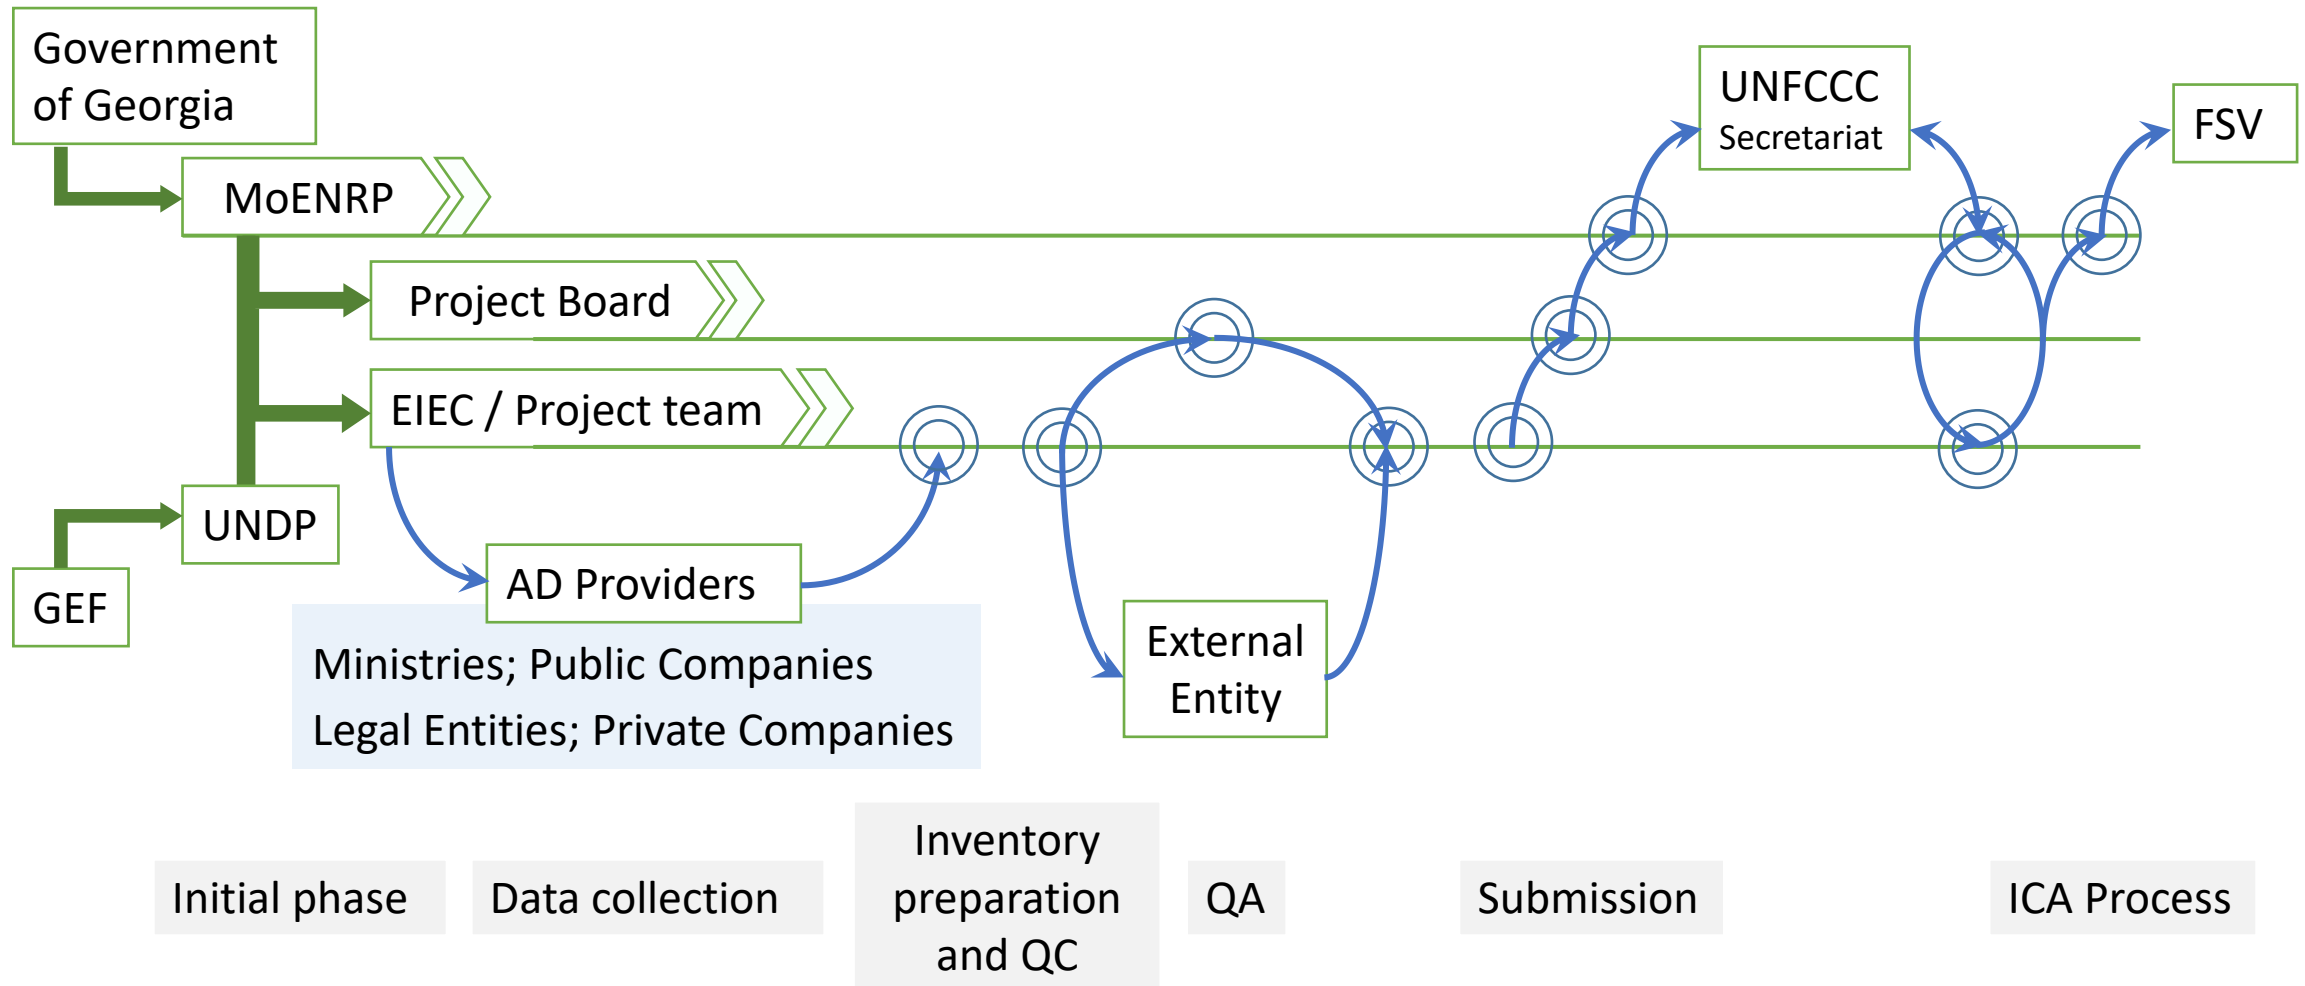 Government
of Georgia
MoENRP
Project Board
EIEC / Project team
UNDP
GEF
AD Providers
Ministries; Public Companies
Legal Entities; Private Companies
External
Entity
UNFCCC
Secretariat
FSV
Initial phase
Data collection
Inventory
preparation
and QC
QA
Submission
ICA Process